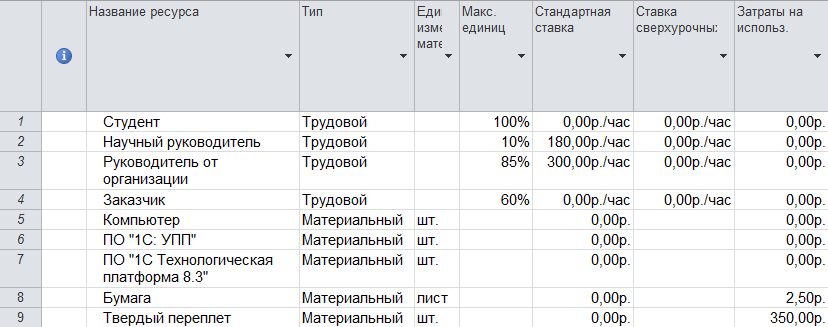 Название ресурса Тип Еди Макс. Стандартная Ставка Затраты на
изме единиц ставка сверхурочны использ.
мате
1 Студент Трудовой 100% 0,00р./час 0,00р./час 0,00р.
2 Научный руководитель Трудовой 10% 180,00р./час 0,00р./час 0,00р.
3 Руководитель от Трудовой 85% 300,00р./час 0,00р./час 0,00р.
организации
4 Заказчик Трудовой 60% 0,00р./час 0,00р./час 0,00р.
5 Компьютер Материальный шт. 0,00р. 0,00р.
6 ПО "1С: УПП" Материальный шт. 0,00р. 0,00р.
7 ПО "1С Технологическая Материальный шт. 0,00р. 0,00р.
платформа 8.3"
8 Бумага Материальный лист 0,00р. 2,50р.
9 Твердый переплет Материальный шт. 0,00р. 350,00р.